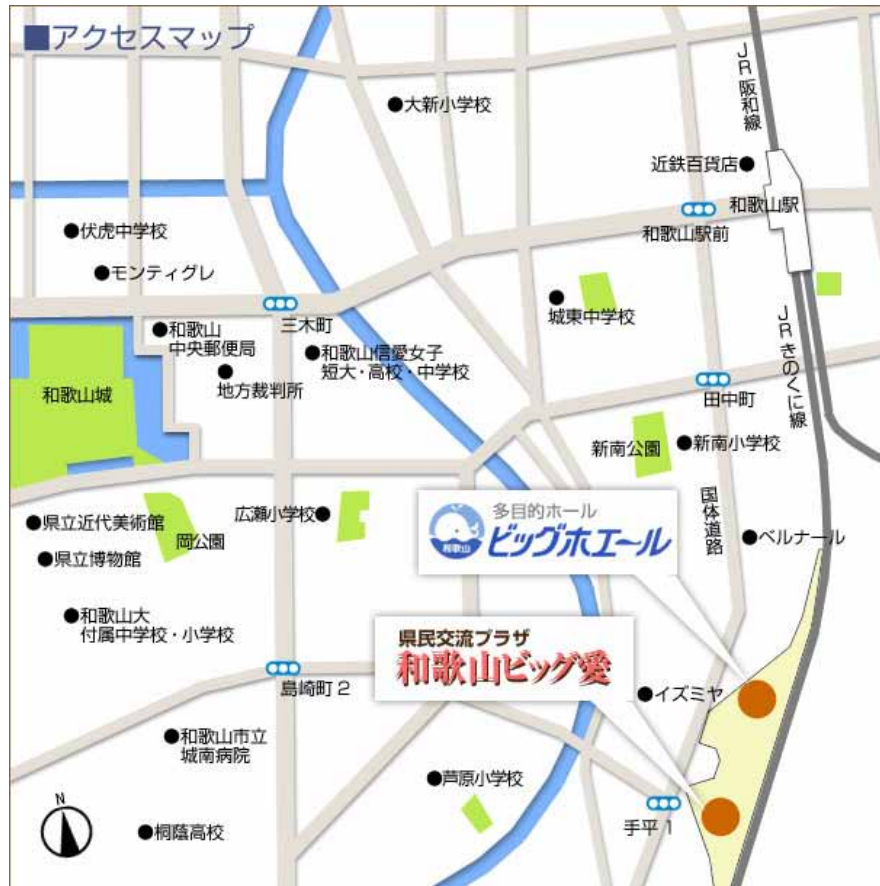 ■アクセスマップ
JR阪和線
●大新小学校
近鉄百貨店●
和歌山駅
和歌山駅前
●伏虎中学校
●モンティグレ
城東中学校
三木町
●和歌山
中央郵便局
●和歌山信愛女子
短大・高校・中学校
地方裁判所
JRきのくに線
田中町
和歌山城
新南公園
●新南小学校
国体道路
広瀬小学校●
●県立近代美術館
岡公園
●県立博物館
多目的ホール
和歌山
ビッグホエール
●ベルナール
●和歌山大
付属中学校・小学校
県民交流プラザ
和歌山ビッグ愛
島崎町2
●イズミヤ
●和歌山市立
城南病院
●芦原小学校
手平1
N
●桐蔭高校